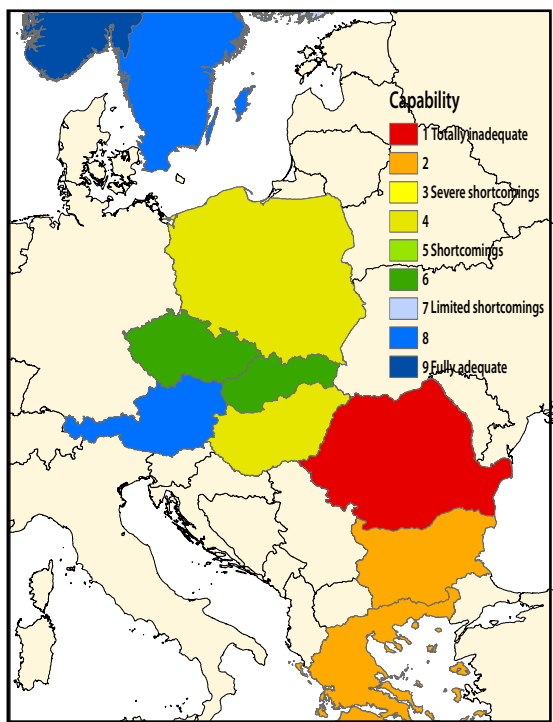 Capability
1 Totally inadequate
2
3 Severe shortcomings
4
5 Shortcomings
6
7 Limited shortcomings
8
9 Fully adequate